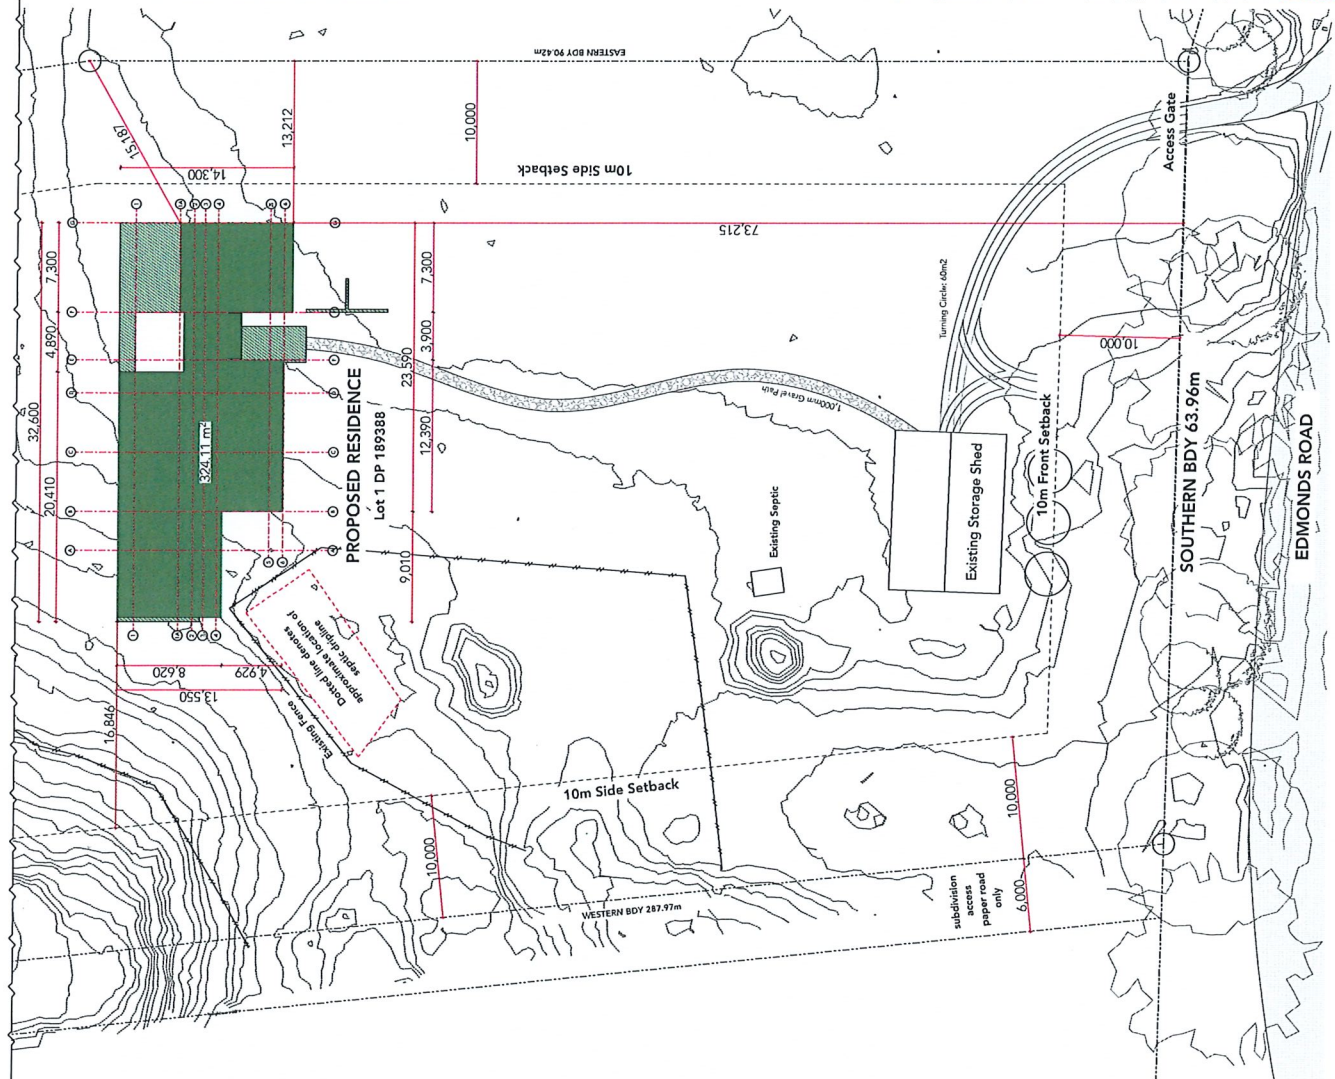 EASTERN BDY 90.42m
15,187
13,212
10,000
14,300
10m Side Setback
Access Gate
73,215
7,300
4,890
32,600
20,410
7,300
3,900
23,590
12,390
9,010
324.11 m²
PROPOSED RESIDENCE
Lot 1 DP 189388
1,000mm Gravel Path
Turning Circle: 60m2
10,000
10m Front Setback
SOUTHERN BDY 63.96m
EDMONDS ROAD
Existing Storage Shed
Existing Septic
Dotted line denotes
approximate location of
septic dripline
Existing Fence
8,620
4,929
13,550
16,846
10m Side Setback
10,000
10,000
6,000
WESTERN BDY 287.97m
subdivision
access
paper road
only